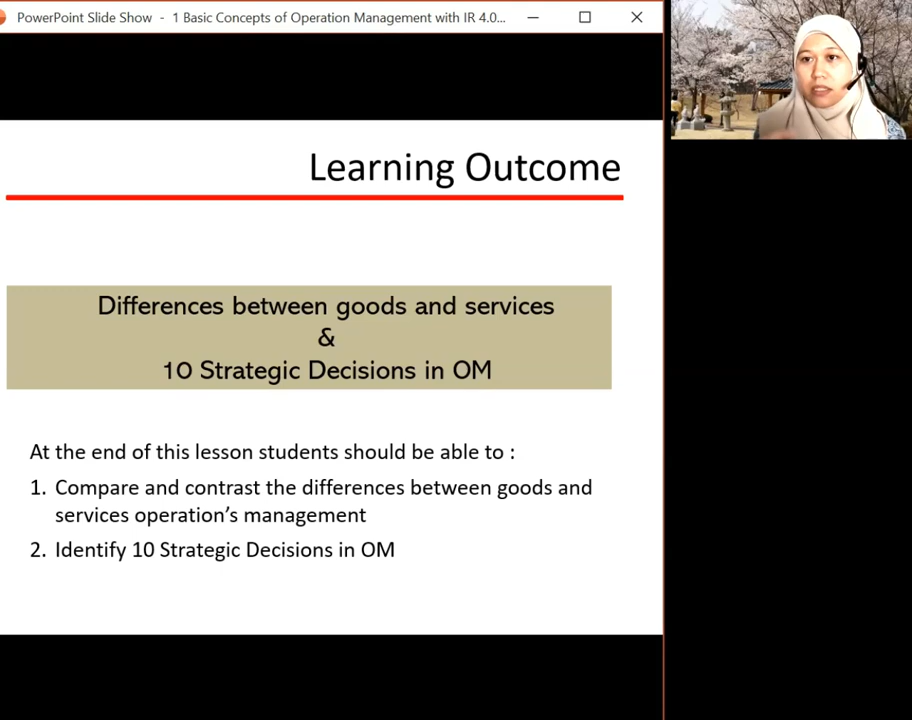 PowerPoint Slide Show - 1 Basic Concepts of Operation Management with IR 4.0...
Learning Outcome
Differences between goods and services
&
10 Strategic Decisions in OM
At the end of this lesson students should be able to :
1. Compare and contrast the differences between goods and
services operation's management
2. Identify 10 Strategic Decisions in OM